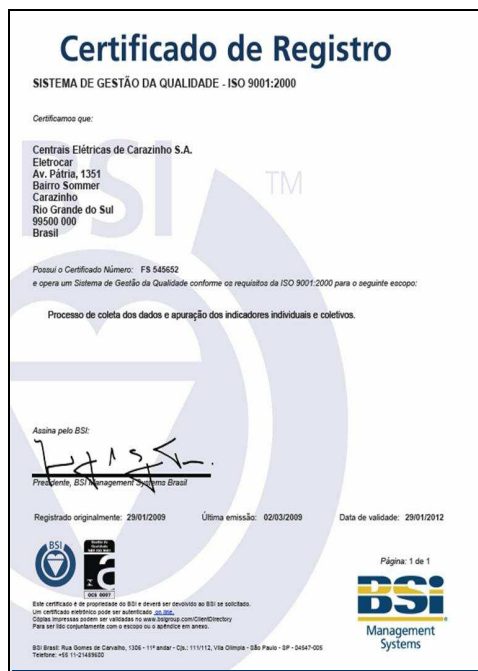 Certificado de Registro
SISTEMA DE GESTÃO DA QUALIDADE - ISO 9001:2000
Certificamos que:
Centrais Elétricas de Carazinho S.A.
Eletrocar
Av. Pátria, 1351
Bairro Sommer
Carazinho
Rio Grande do Sul
99500 000
Brasil
BSI
TM
Possui o Certificado Número: FS 545652
e opera um Sistema de Gestão da Qualidade conforme os requisitos da ISO 9001:2000 para o seguinte escopo:
Processo de coleta dos dados e apuração dos indicadores individuais e coletivos.
Assina pelo BSI:
Presidente, BSI Management Systems Brasil
Registrado originalmente: 29/01/2009 Última emissão: 02/03/2009 Data de validade: 29/01/2012
Página: 1 de 1
BSI
OCS 0007
Este certificado é de propriedade do BSI e deverá ser devolvido ao BSI se solicitado.
Um certificado eletrônico pode ser autenticado on line.
Cópias impressas podem ser validadas no www.bsigroup.com/ClientDirectory
Para ser lido conjuntamente com o escopo ou o apêndice em anexo.
BSI
Management
Systems
BSI Brasil: Rua Gomes de Carvalho, 1306 - 11º andar - Cjs.: 111/112, Vila Olímpia - São Paulo - SP - 04547-005
Telefone: +55 11-21489600